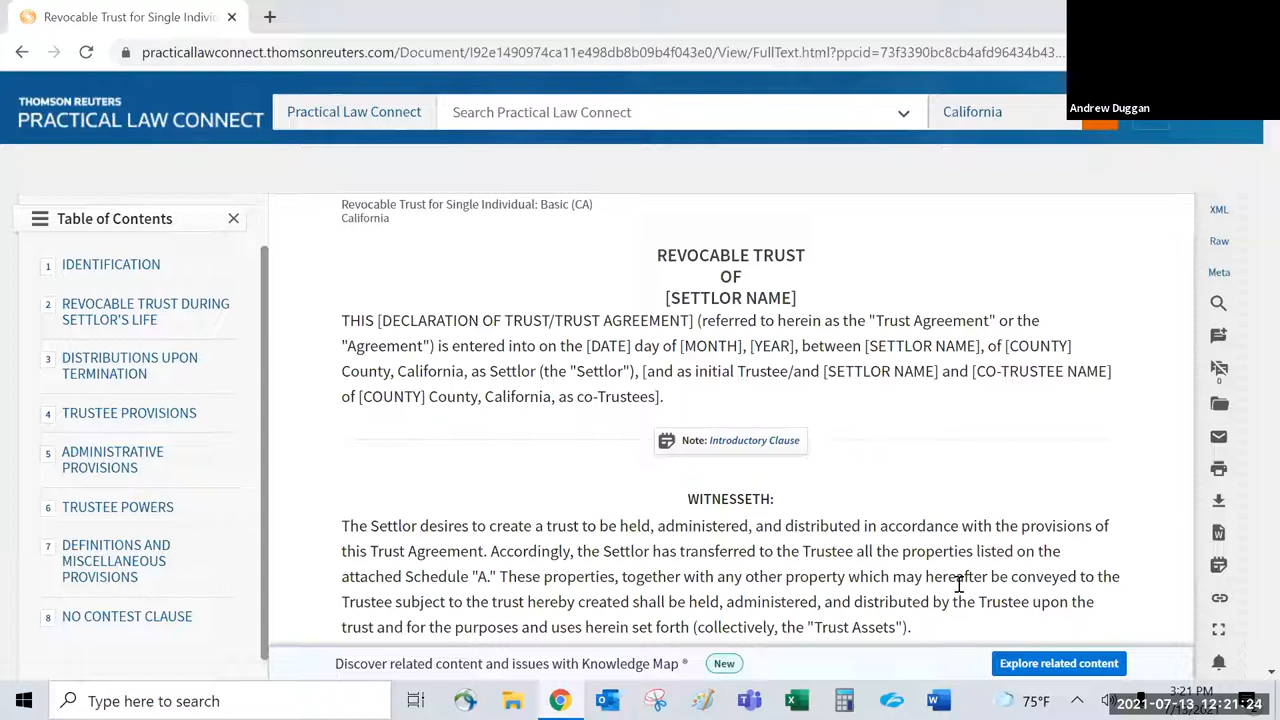 Revocable Trust for Single Indivi
practicallawconnect.thomsonreuters.com/Document/I92e1490974ca11e498db8b09b4f043e0/View/FullText.html?ppcid=73f3390bc8cb4afd96434b43...
Andrew Duggan
THOMSON REUTERS
PRACTICAL LAW CONNECT
Practical Law Connect
Search Practical Law Connect
California
Table of Contents
1 IDENTIFICATION
2 REVOCABLE TRUST DURING
SETTLOR'S LIFE
3 DISTRIBUTIONS UPON
TERMINATION
4 TRUSTEE PROVISIONS
5 ADMINISTRATIVE
PROVISIONS
6 TRUSTEE POWERS
7 DEFINITIONS AND
MISCELLANEOUS
PROVISIONS
8 NO CONTEST CLAUSE
Revocable Trust for Single Individual: Basic (CA)
California
REVOCABLE TRUST
OF
[SETTLOR NAME]
THIS [DECLARATION OF TRUST/TRUST AGREEMENT] (referred to herein as the "Trust Agreement" or the
"Agreement") is entered into on the [DATE] day of [MONTH], [YEAR], between [SETTLOR NAME], of [COUNTY]
County, California, as Settlor (the "Settlor"), [and as initial Trustee/and [SETTLOR NAME] and [CO-TRUSTEE NAME]
of [COUNTY] County, California, as co-Trustees].
Note: Introductory Clause
WITNESSETH:
The Settlor desires to create a trust to be held, administered, and distributed in accordance with the provisions of
this Trust Agreement. Accordingly, the Settlor has transferred to the Trustee all the properties listed on the
attached Schedule "A." These properties, together with any other property which may hereafter be conveyed to the
Trustee subject to the trust hereby created shall be held, administered, and distributed by the Trustee upon the
trust and for the purposes and uses herein set forth (collectively, the "Trust Assets").
XML
Raw
Meta
0
Discover related content and issues with Knowledge Map ®
New
Explore related content
Type here to search
75°F
3:21 PM
2021-07-13 12:21:24